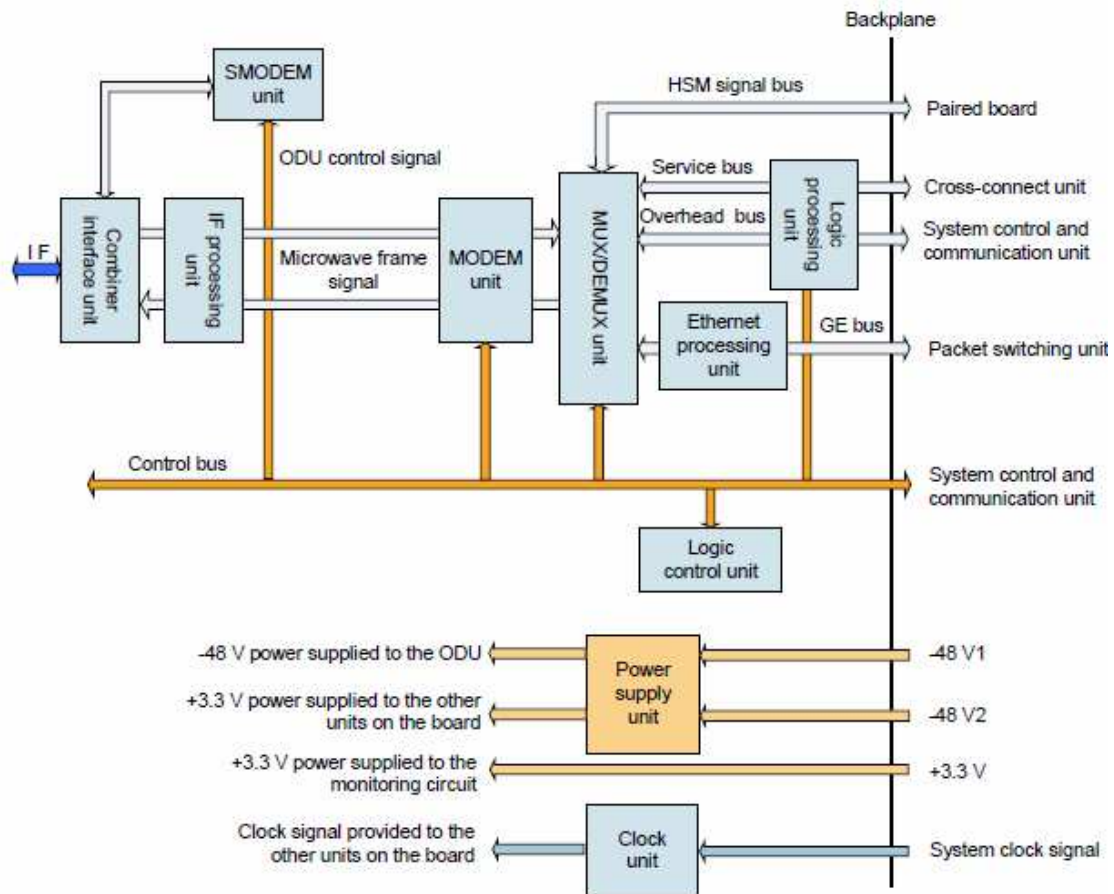 Backplane
SMODEM
unit
HSM signal bus
Paired board
ODU control signal
Service bus
Cross-connect unit
Overhead bus
System control and
communication unit
IF
Combiner
interface unit
IF processing
unit
Microwave frame
signal
MODEM
unit
MUX/DEMUX unit
Logic
processing
unit
Ethernet
processing
unit
GE bus
Packet switching unit
Control bus
System control and
communication unit
Logic
control unit
-48 V power supplied to the ODU
Power
supply
unit
-48 V1
+3.3 V power supplied to the other
units on the board
-48 V2
+3.3 V power supplied to the
monitoring circuit
+3.3 V
Clock signal provided to the
other units on the board
Clock
unit
System clock signal